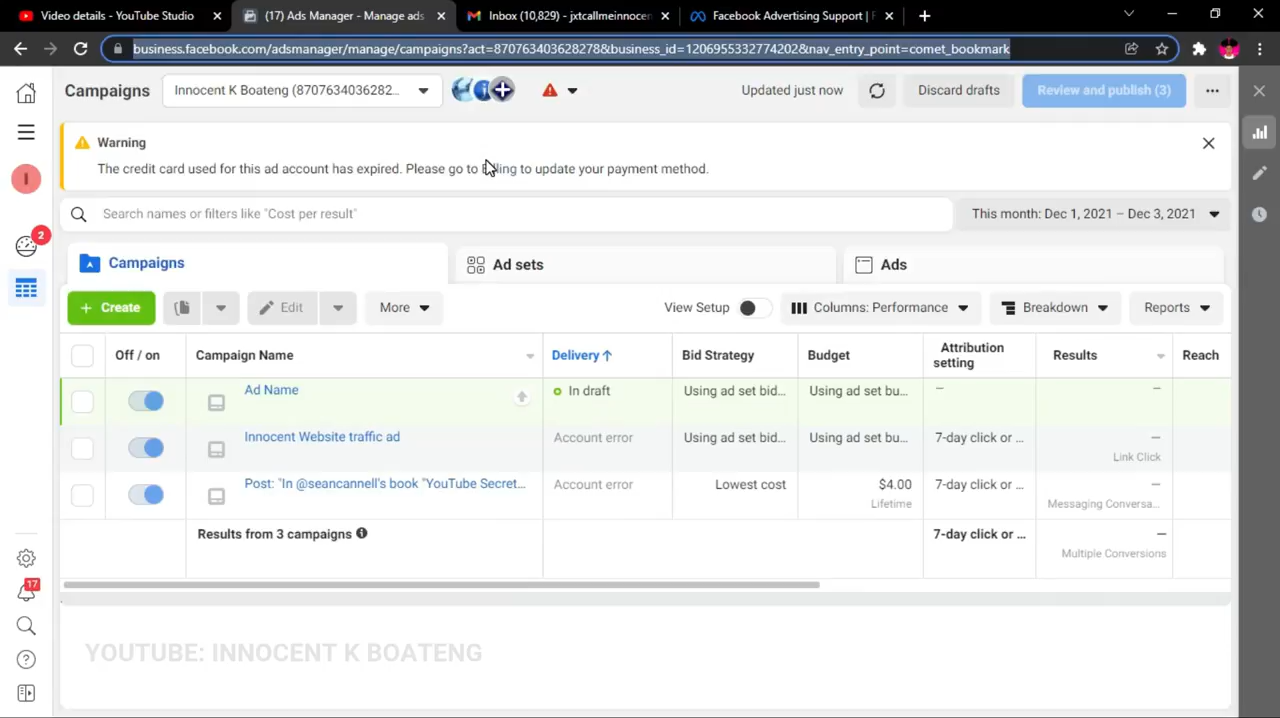 Video details - YouTube Studio
(17) Ads Manager - Manage ads
Inbox (10,829) - jxtcallmeinnocen
Facebook Advertising Support | F
business.facebook.com/adsmanager/manage/campaigns?act=870763403628278&business_id=1206955332774202&nav_entry_point=comet_bookmark
Campaigns
Innocent K Boateng (87076340362​82...
Updated just now
Discard drafts
Review and publish (3)
Warning
The credit card used for this ad account has expired. Please go to Billing to update your payment method.
I
Search names or filters like "Cost per result"
This month: Dec 1, 2021 – Dec 3, 2021
2
Campaigns
Ad sets
Ads
+ Create
Edit
More
View Setup
Columns: Performance
Breakdown
Reports
Off / on
Campaign Name
Delivery ↑
Bid Strategy
Budget
Attribution setting
Results
Reach
Ad Name
In draft
Using ad set bid...
Using ad set bu...
–
—
Innocent Website traffic ad
Account error
Using ad set bid...
Using ad set bu...
7-day click or ...
—
Link Click
Post: "In @seancannell's book "YouTube Secret...
Account error
Lowest cost
$4.00
Lifetime
7-day click or ...
—
Messaging Conversa...
Results from 3 campaigns
7-day click or ...
—
Multiple Conversions
17
YOUTUBE: INNOCENT K BOATENG